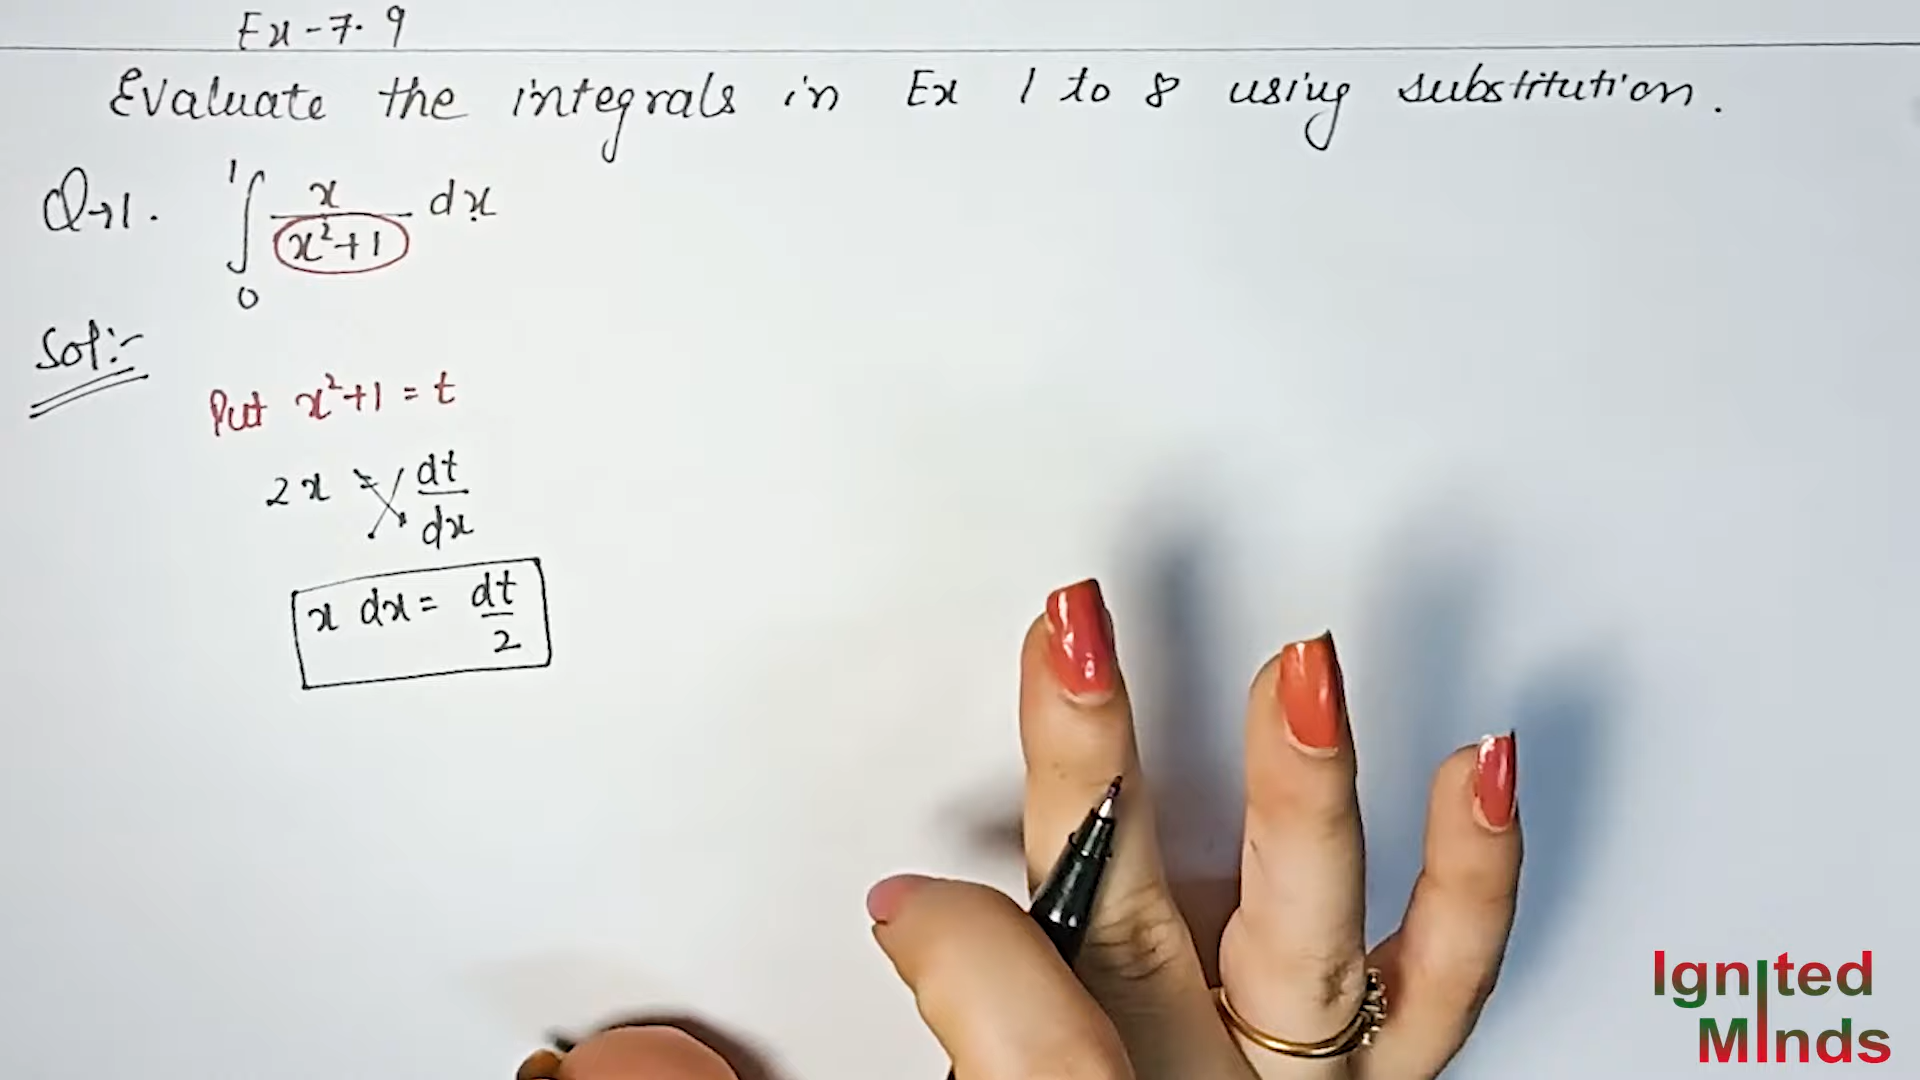 Ex-7.9
Evaluate the integrals in Ex 1 to 8 using substitution.
Q→1. ∫₀¹ x/(x²+1) dx
Sol:-
Put x²+1 = t
2x = dt/dx
x dx = dt/2
Ignited
Minds